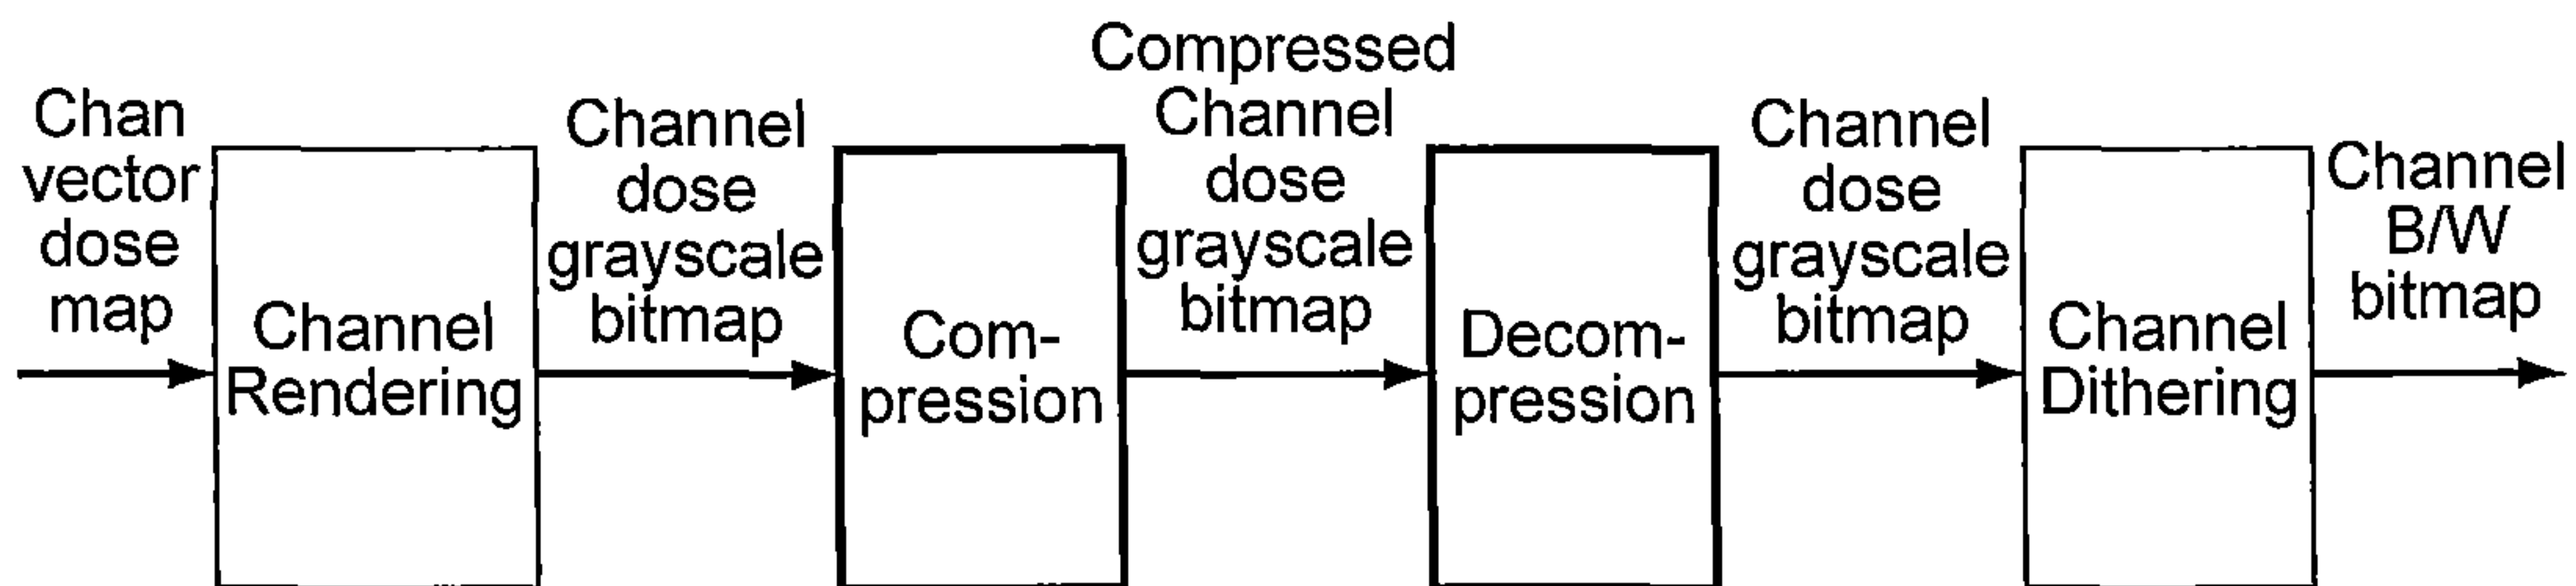 Chan
vector
dose
map
Channel
Rendering
Channel
dose
grayscale
bitmap
Com-
pression
Compressed
Channel
dose
grayscale
bitmap
Decom-
pression
Channel
dose
grayscale
bitmap
Channel
Dithering
Channel
B/W
bitmap